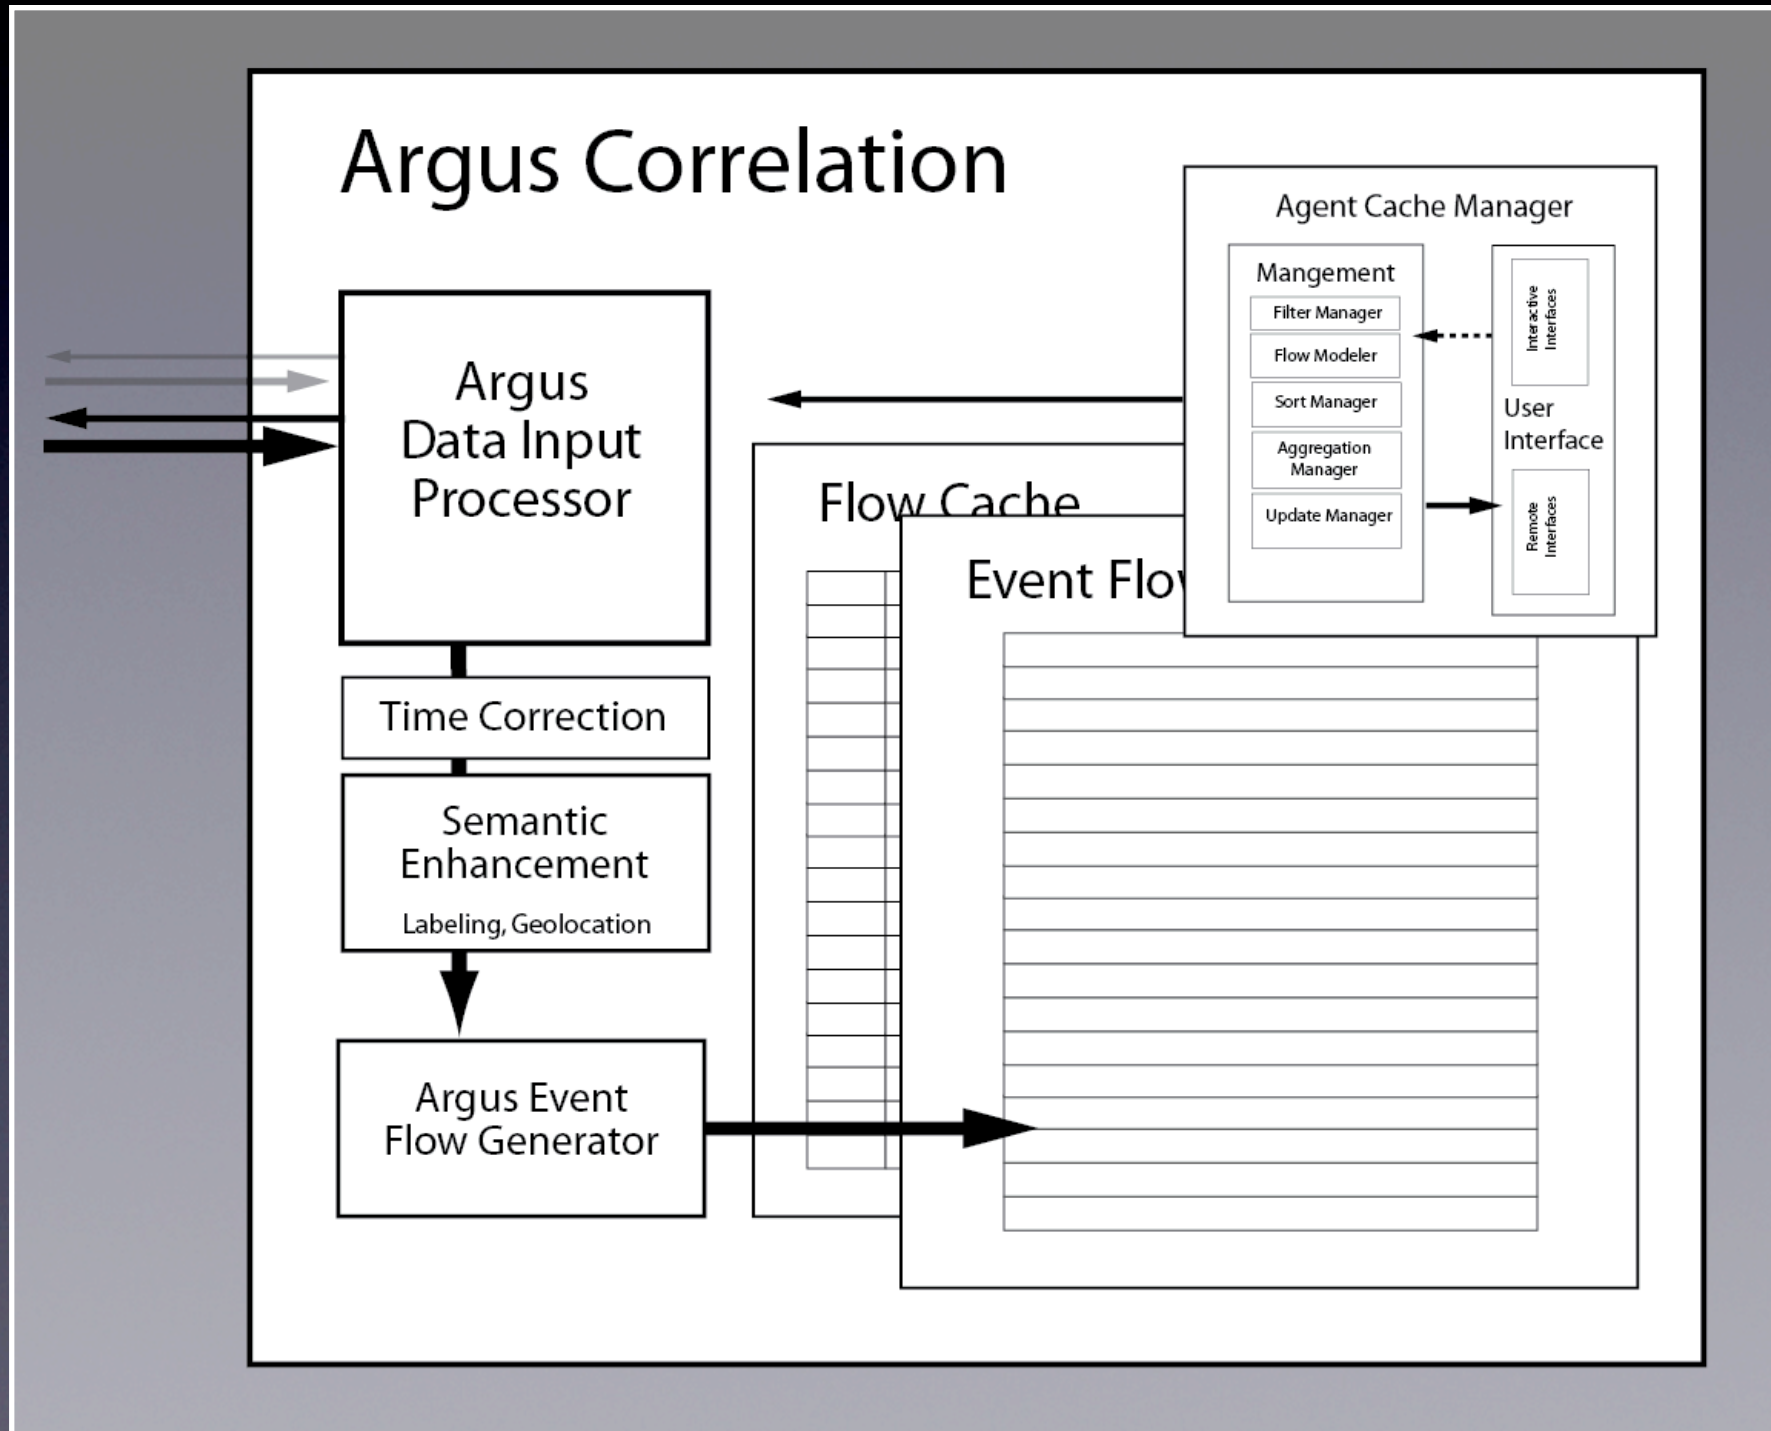 Argus Correlation
Argus
Data Input
Processor
Time Correction
Semantic
Enhancement
Labeling, Geolocation
Argus Event
Flow Generator
Flow Cache
Event
Agent Cache Manager
Mangement
Filter Manager
Flow Modeler
Sort Manager
Aggregation
Manager
Update Manager
Interactive
Interfaces
User
Interface
Remote
Interfaces